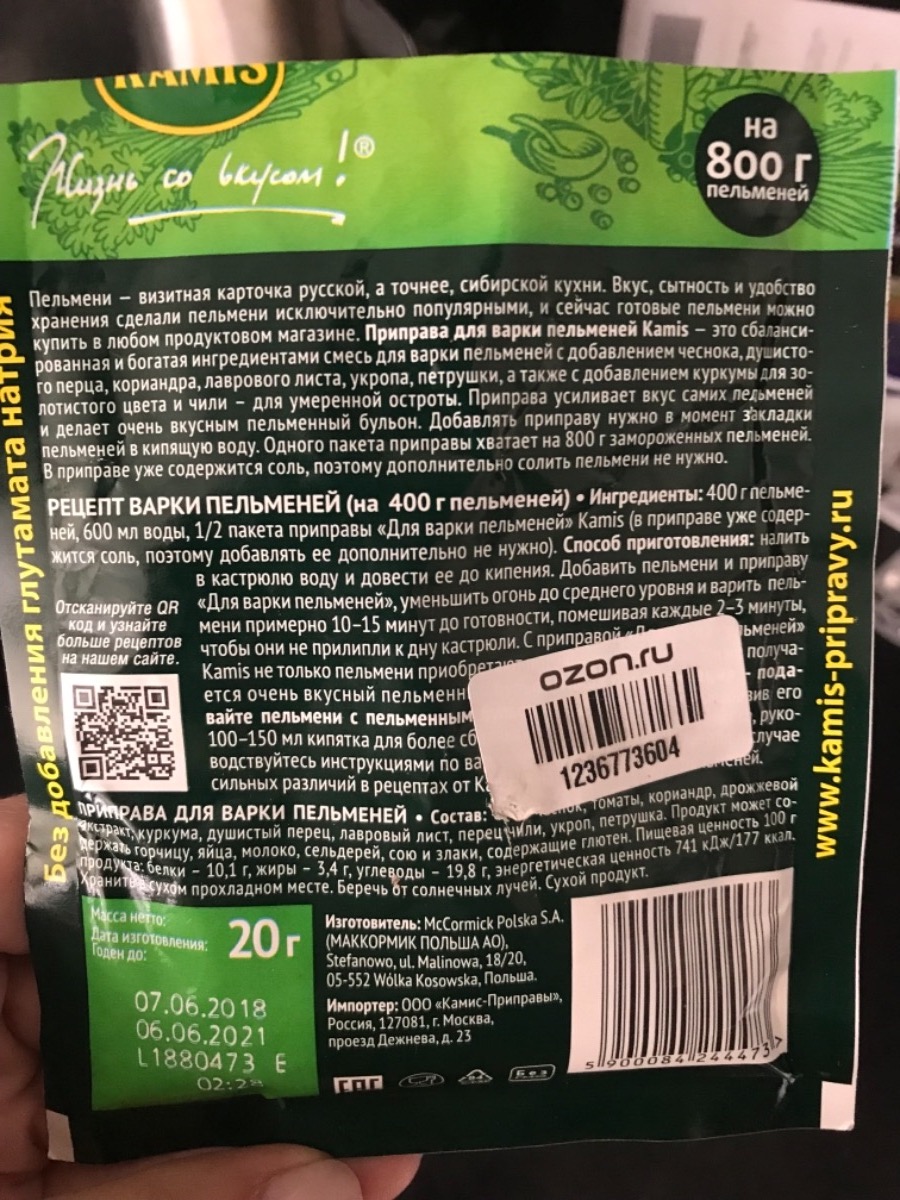 KAMIS
Жизнь со вкусом!®
на
800 г
пельменей
Пельмени – визитная карточка русской, а точнее, сибирской кухни. Вкус, сытность и удобство
хранения сделали пельмени исключительно популярными, и сейчас готовые пельмени можно
купить в любом продуктовом магазине. Приправа для варки пельменей Kamis – это сбаланси-
рованная и богатая ингредиентами смесь для варки пельменей с добавлением чеснока, душисто-
го перца, кориандра, лаврового листа, укропа, петрушки, а также с добавлением куркумы для зо-
лотистого цвета и чили – для умеренной остроты. Приправа усиливает вкус самих пельменей
и делает очень вкусным пельменный бульон. Добавлять приправу нужно в момент закладки
пельменей в кипящую воду. Одного пакета приправы хватает на 800 г замороженных пельменей.
В приправе уже содержится соль, поэтому дополнительно солить пельмени не нужно.
РЕЦЕПТ ВАРКИ ПЕЛЬМЕНЕЙ (на 400 г пельменей) • Ингредиенты: 400 г пельме-
ней, 600 мл воды, 1/2 пакета приправы «Для варки пельменей» Kamis (в приправе уже содер-
жится соль, поэтому добавлять ее дополнительно не нужно). Способ приготовления: налить
в кастрюлю воду и довести ее до кипения. Добавить пельмени и приправу
«Для варки пельменей», уменьшить огонь до среднего уровня и варить пель-
мени примерно 10–15 минут до готовности, помешивая каждые 2–3 минуты,
чтобы они не прилипли к дну кастрюли. С приправой
Kamis не только пельмени получа-
ется очень вкусный - пода-
вайте пельмени с пельменным его
100–150 мл кипятка для более , руко-
водствуйтесь инструкциями по случае
сильных различий в рецептах от
Отсканируйте QR
код и узнайте
больше рецептов
на нашем сайте.
ozon.ru
1236773604
ПРИПРАВА ДЛЯ ВАРКИ ПЕЛЬМЕНЕЙ • Состав: томаты, кориандр, дрожжевой
экстракт, куркума, душистый перец, лавровый лист, перец чили, укроп, петрушка. Продукт может со-
держать горчицу, яйца, молоко, сельдерей, сою и злаки, содержащие глютен. Пищевая ценность 100 г
продукта: белки – 10,1 г, жиры – 3,4 г, углеводы – 19,8 г, энергетическая ценность 741 кДж/177 ккал.
Хранить в сухом прохладном месте. Беречь от солнечных лучей. Сухой продукт.
Без добавления глутамата натрия
www.kamis-pripravy.ru
Масса нетто:
Дата изготовления:
Годен до:
20 г
07.06.2018
06.06.2021
L1880473 E
02:28
Изготовитель: McCormick Polska S.A.
(МАККОРМИК ПОЛЬША АО),
Stefanowo, ul. Malinowa, 18/20,
05-552 Wólka Kosowska, Польша.
Импортер: ООО «Камис-Приправы»,
Россия, 127081, г. Москва,
проезд Дежнева, д. 23
EAC
Без
5 900084 244473 >